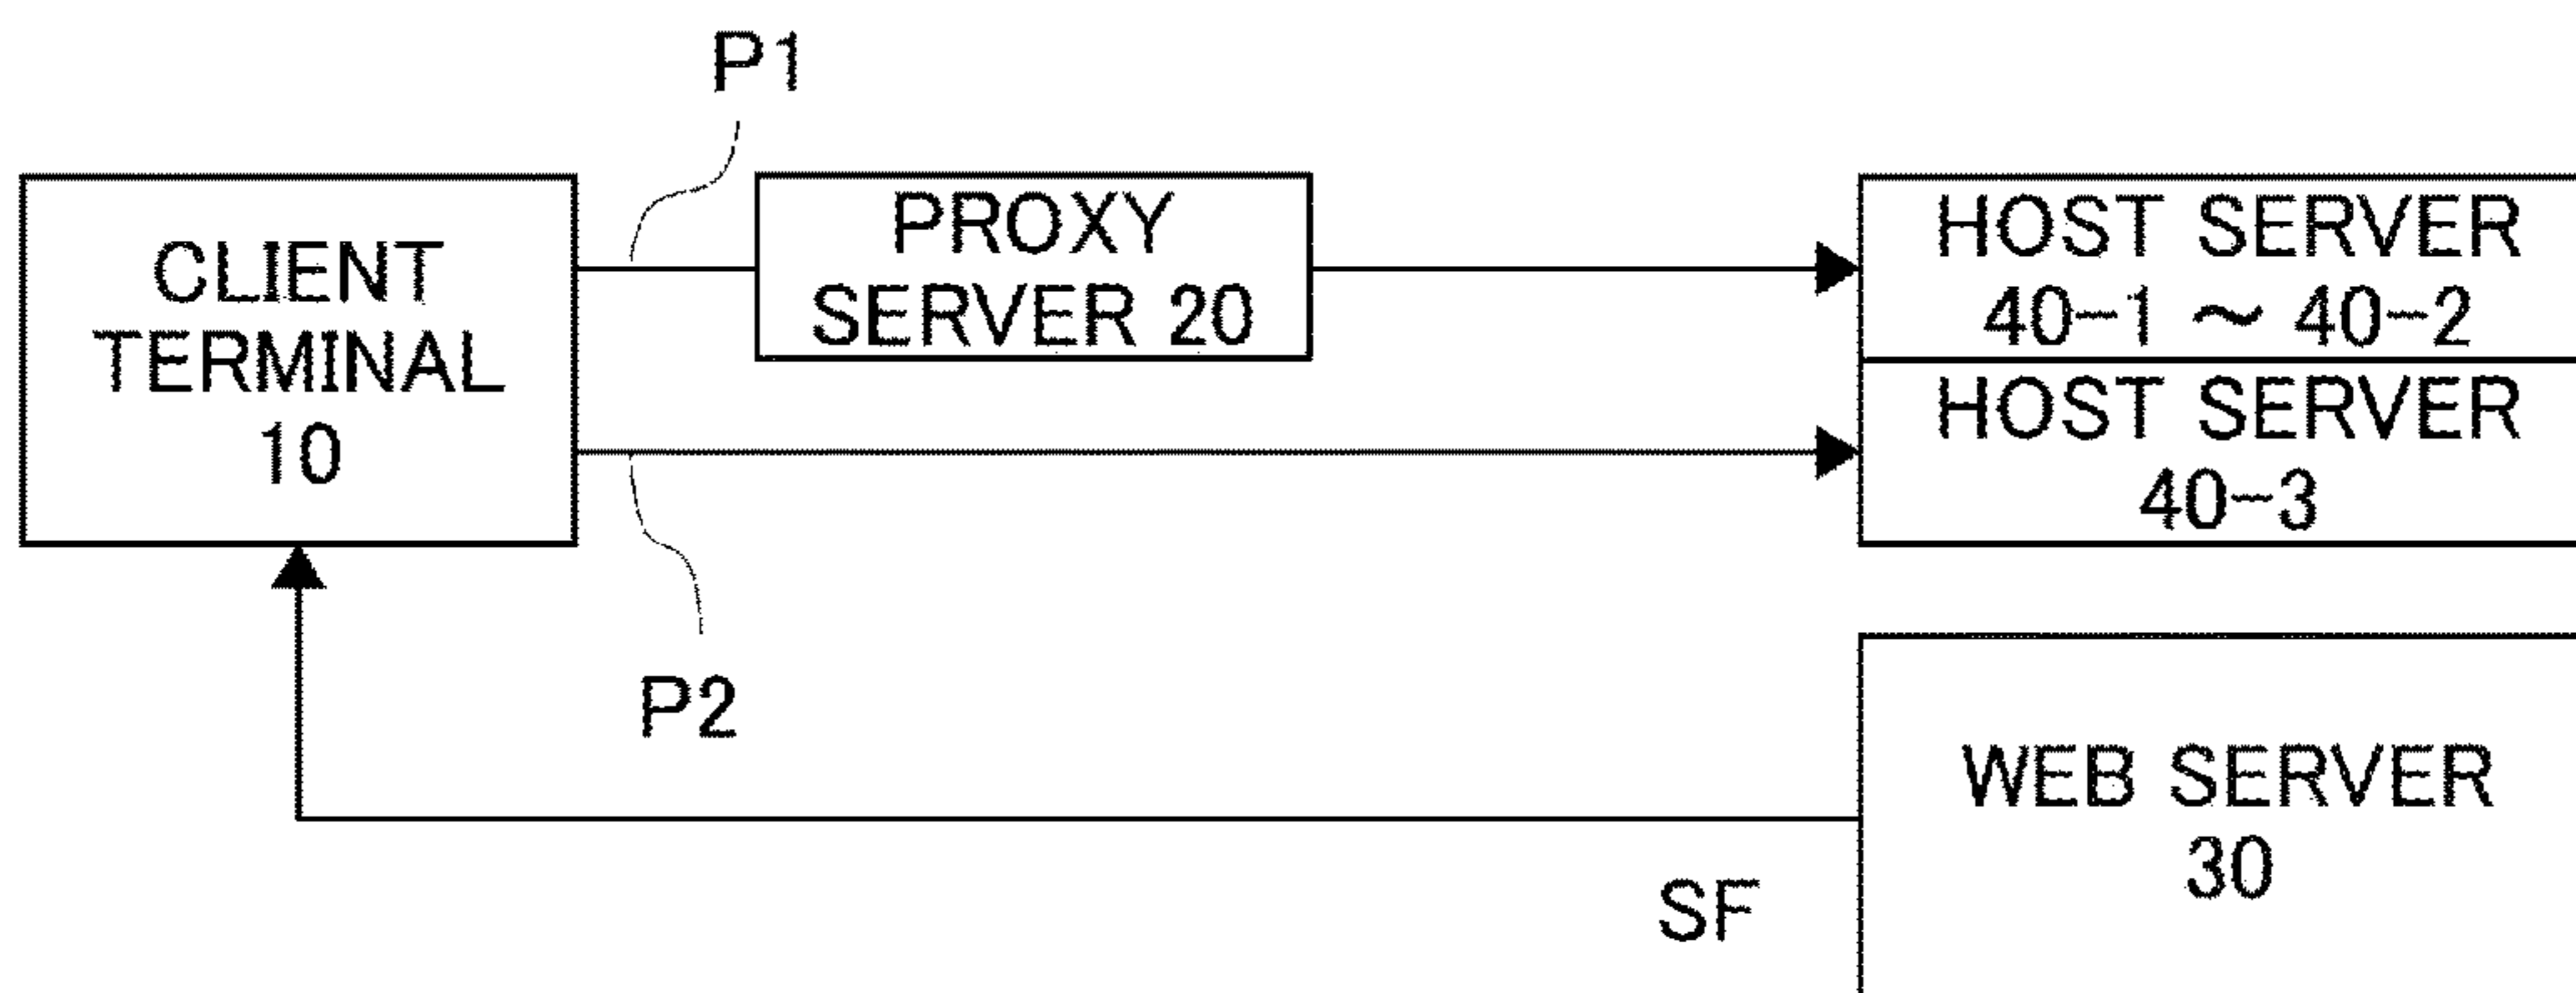 P1
CLIENT
TERMINAL
10
PROXY
SERVER 20
HOST SERVER
40-1 ~ 40-2
HOST SERVER
40-3
P2
SF
WEB SERVER
30